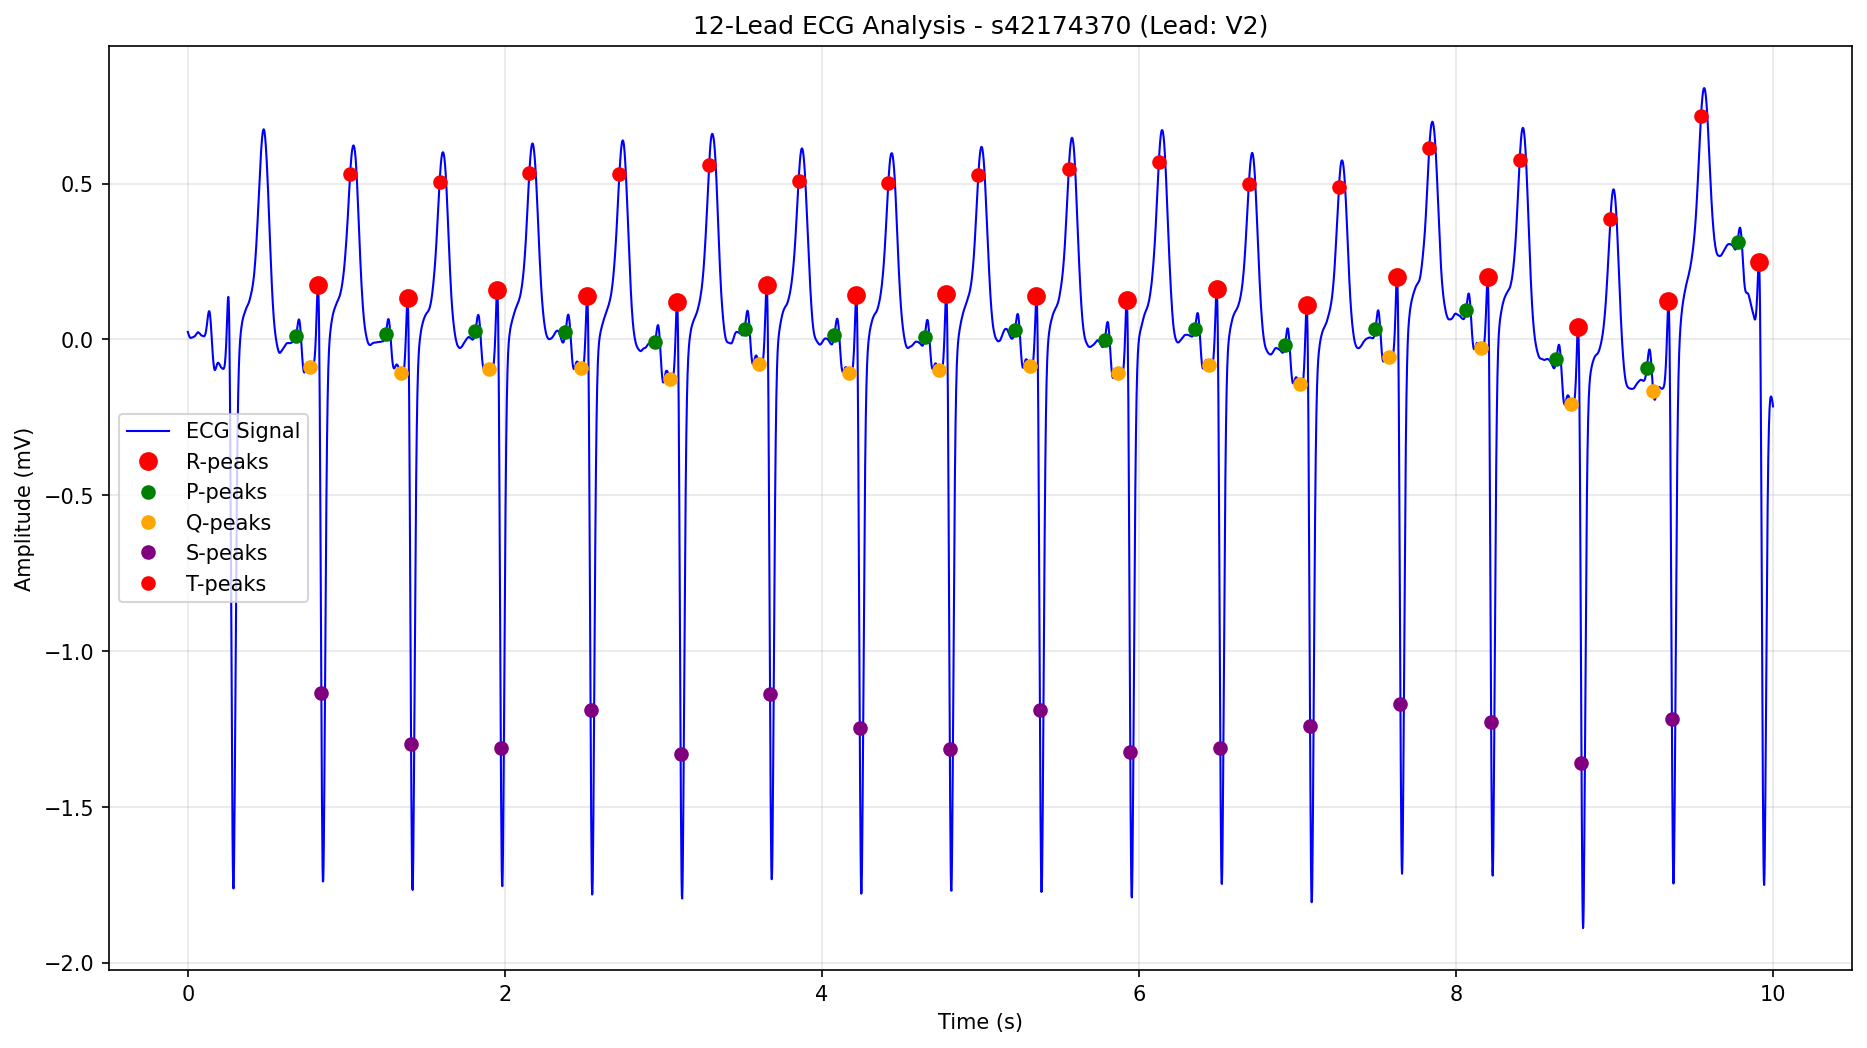 12-Lead ECG Analysis - s42174370 (Lead: V2)
Amplitude (mV)
0.5
0.0
−0.5
−1.0
−1.5
−2.0
ECG Signal
R-peaks
P-peaks
Q-peaks
S-peaks
T-peaks
0 2 4 6 8 10
Time (s)